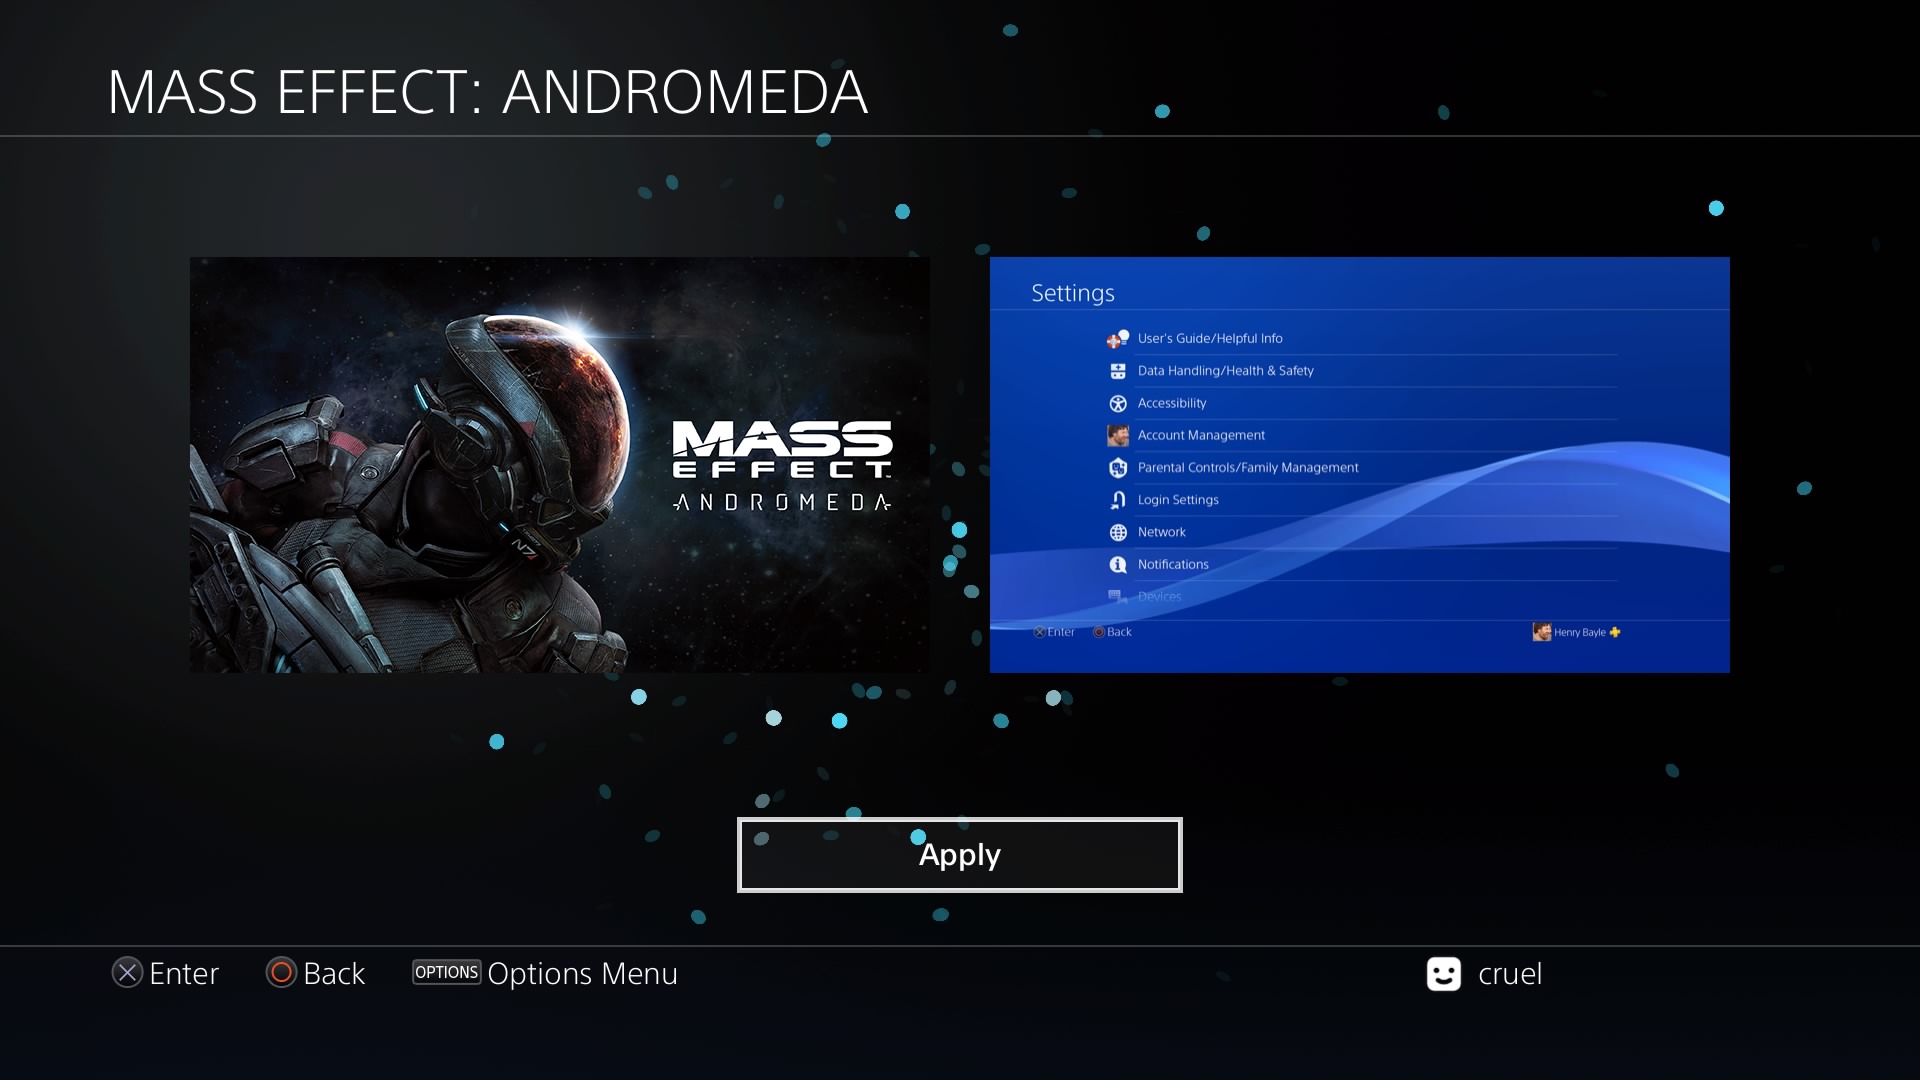 MASS EFFECT: ANDROMEDA
MASS
EFFECT
ANDROMEDA
N7
Settings
User's Guide/Helpful Info
Data Handling/Health & Safety
Accessibility
Account Management
Parental Controls/Family Management
Login Settings
Network
Notifications
Devices
Enter Back Henry Bayle
Apply
Enter Back OPTIONS Options Menu cruel